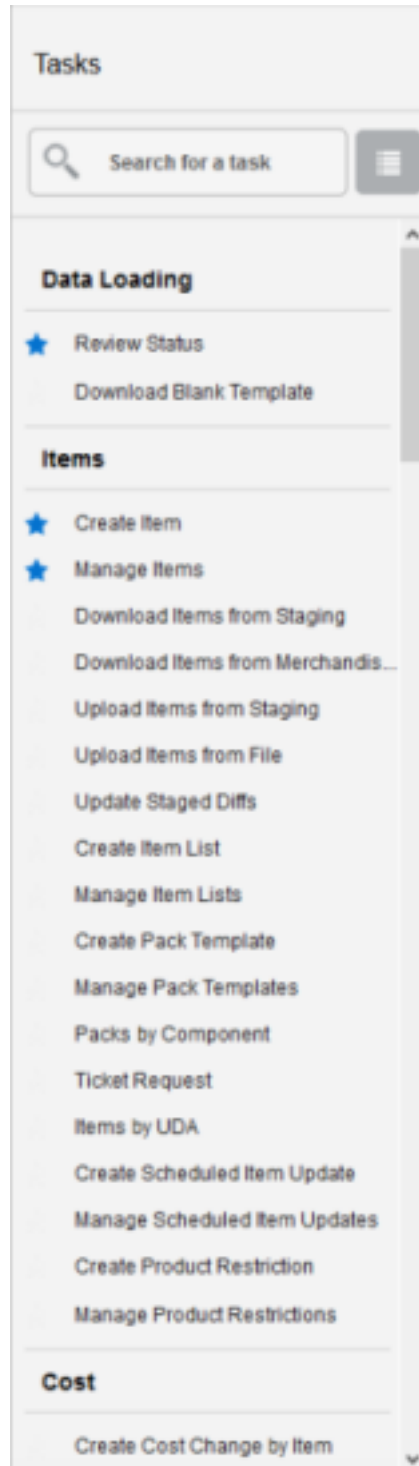 Tasks
Search for a task
Data Loading
Review Status
Download Blank Template
Items
Create Item
Manage Items
Download Items from Staging
Download Items from Merchandis...
Upload Items from Staging
Upload Items from File
Update Staged Diffs
Create Item List
Manage Item Lists
Create Pack Template
Manage Pack Templates
Packs by Component
Ticket Request
Items by UDA
Create Scheduled Item Update
Manage Scheduled Item Updates
Create Product Restriction
Manage Product Restrictions
Cost
Create Cost Change by Item